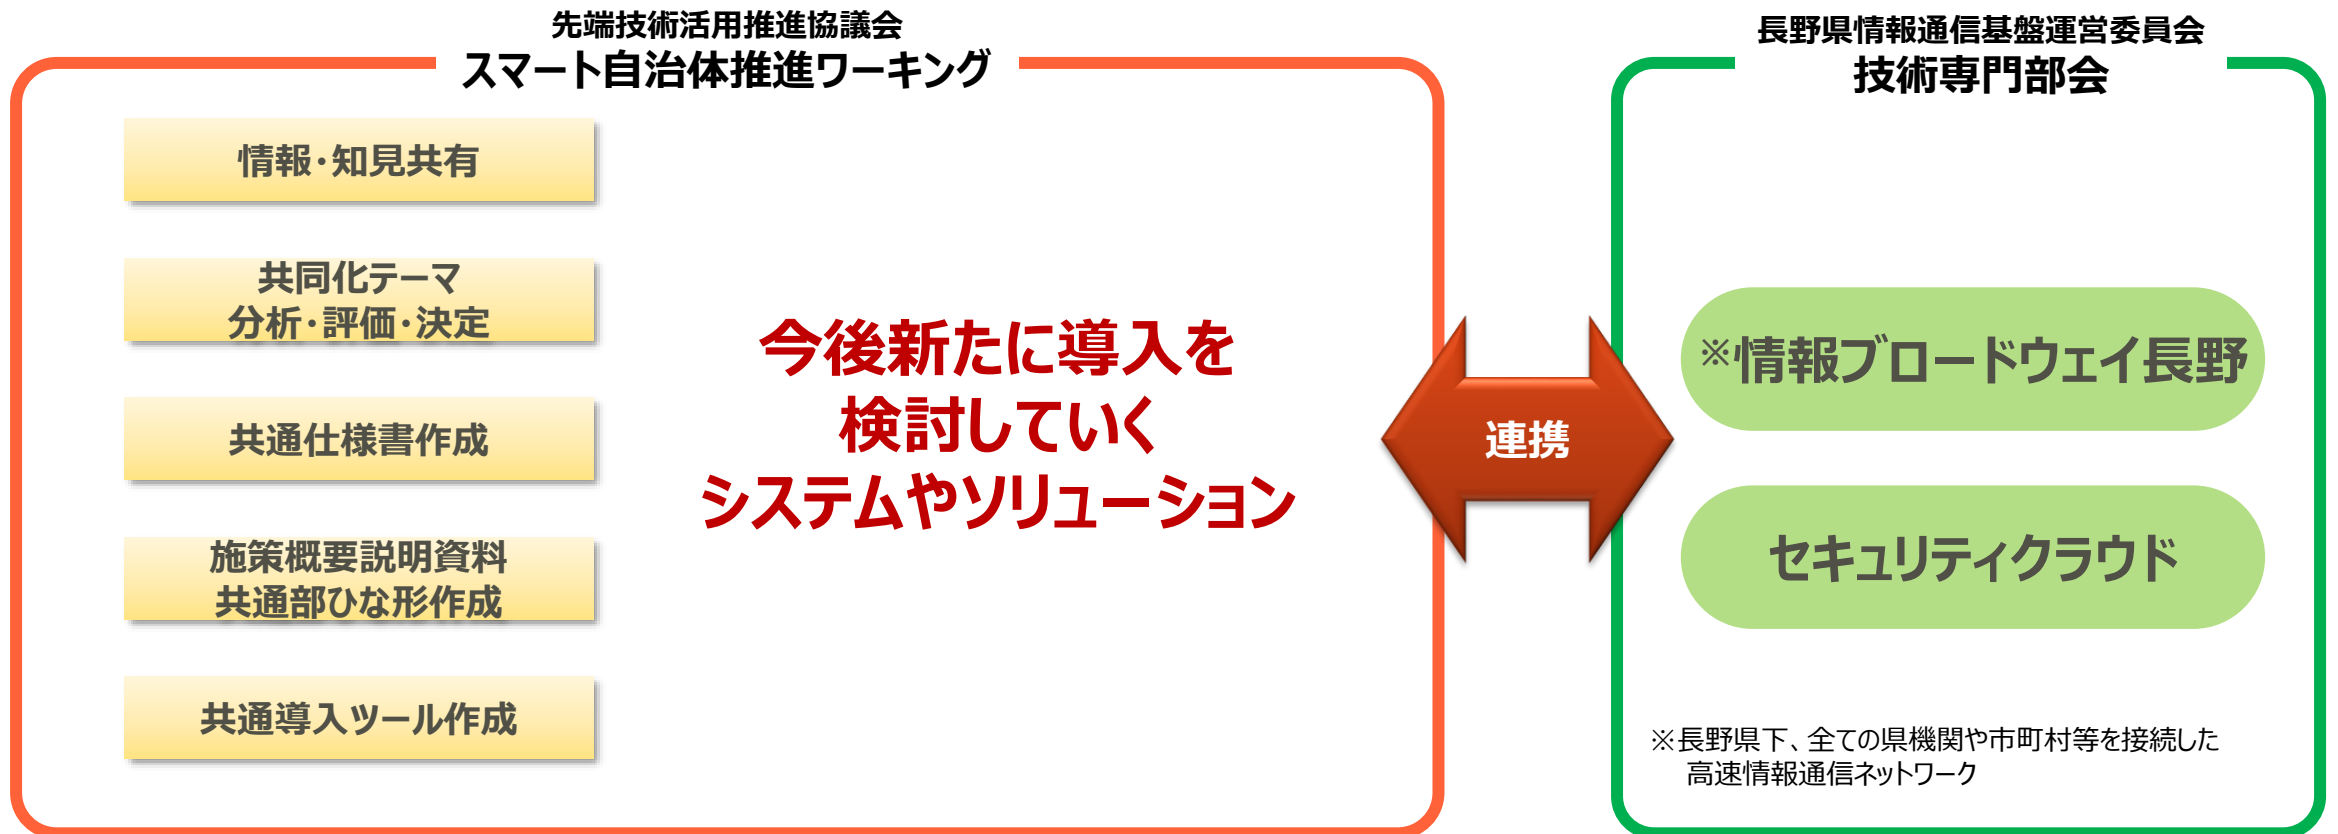 先端技術活用推進協議会
スマート自治体推進ワーキング
情報・知見共有
共同化テーマ
分析・評価・決定
共通仕様書作成
施策概要説明資料
共通部ひな形作成
共通導入ツール作成
今後新たに導入を
検討していく
システムやソリューション
連携
長野県情報通信基盤運営委員会
技術専門部会
※情報ブロードウェイ長野
セキュリティクラウド
※長野県下、全ての県機関や市町村等を接続した
高速情報通信ネットワーク